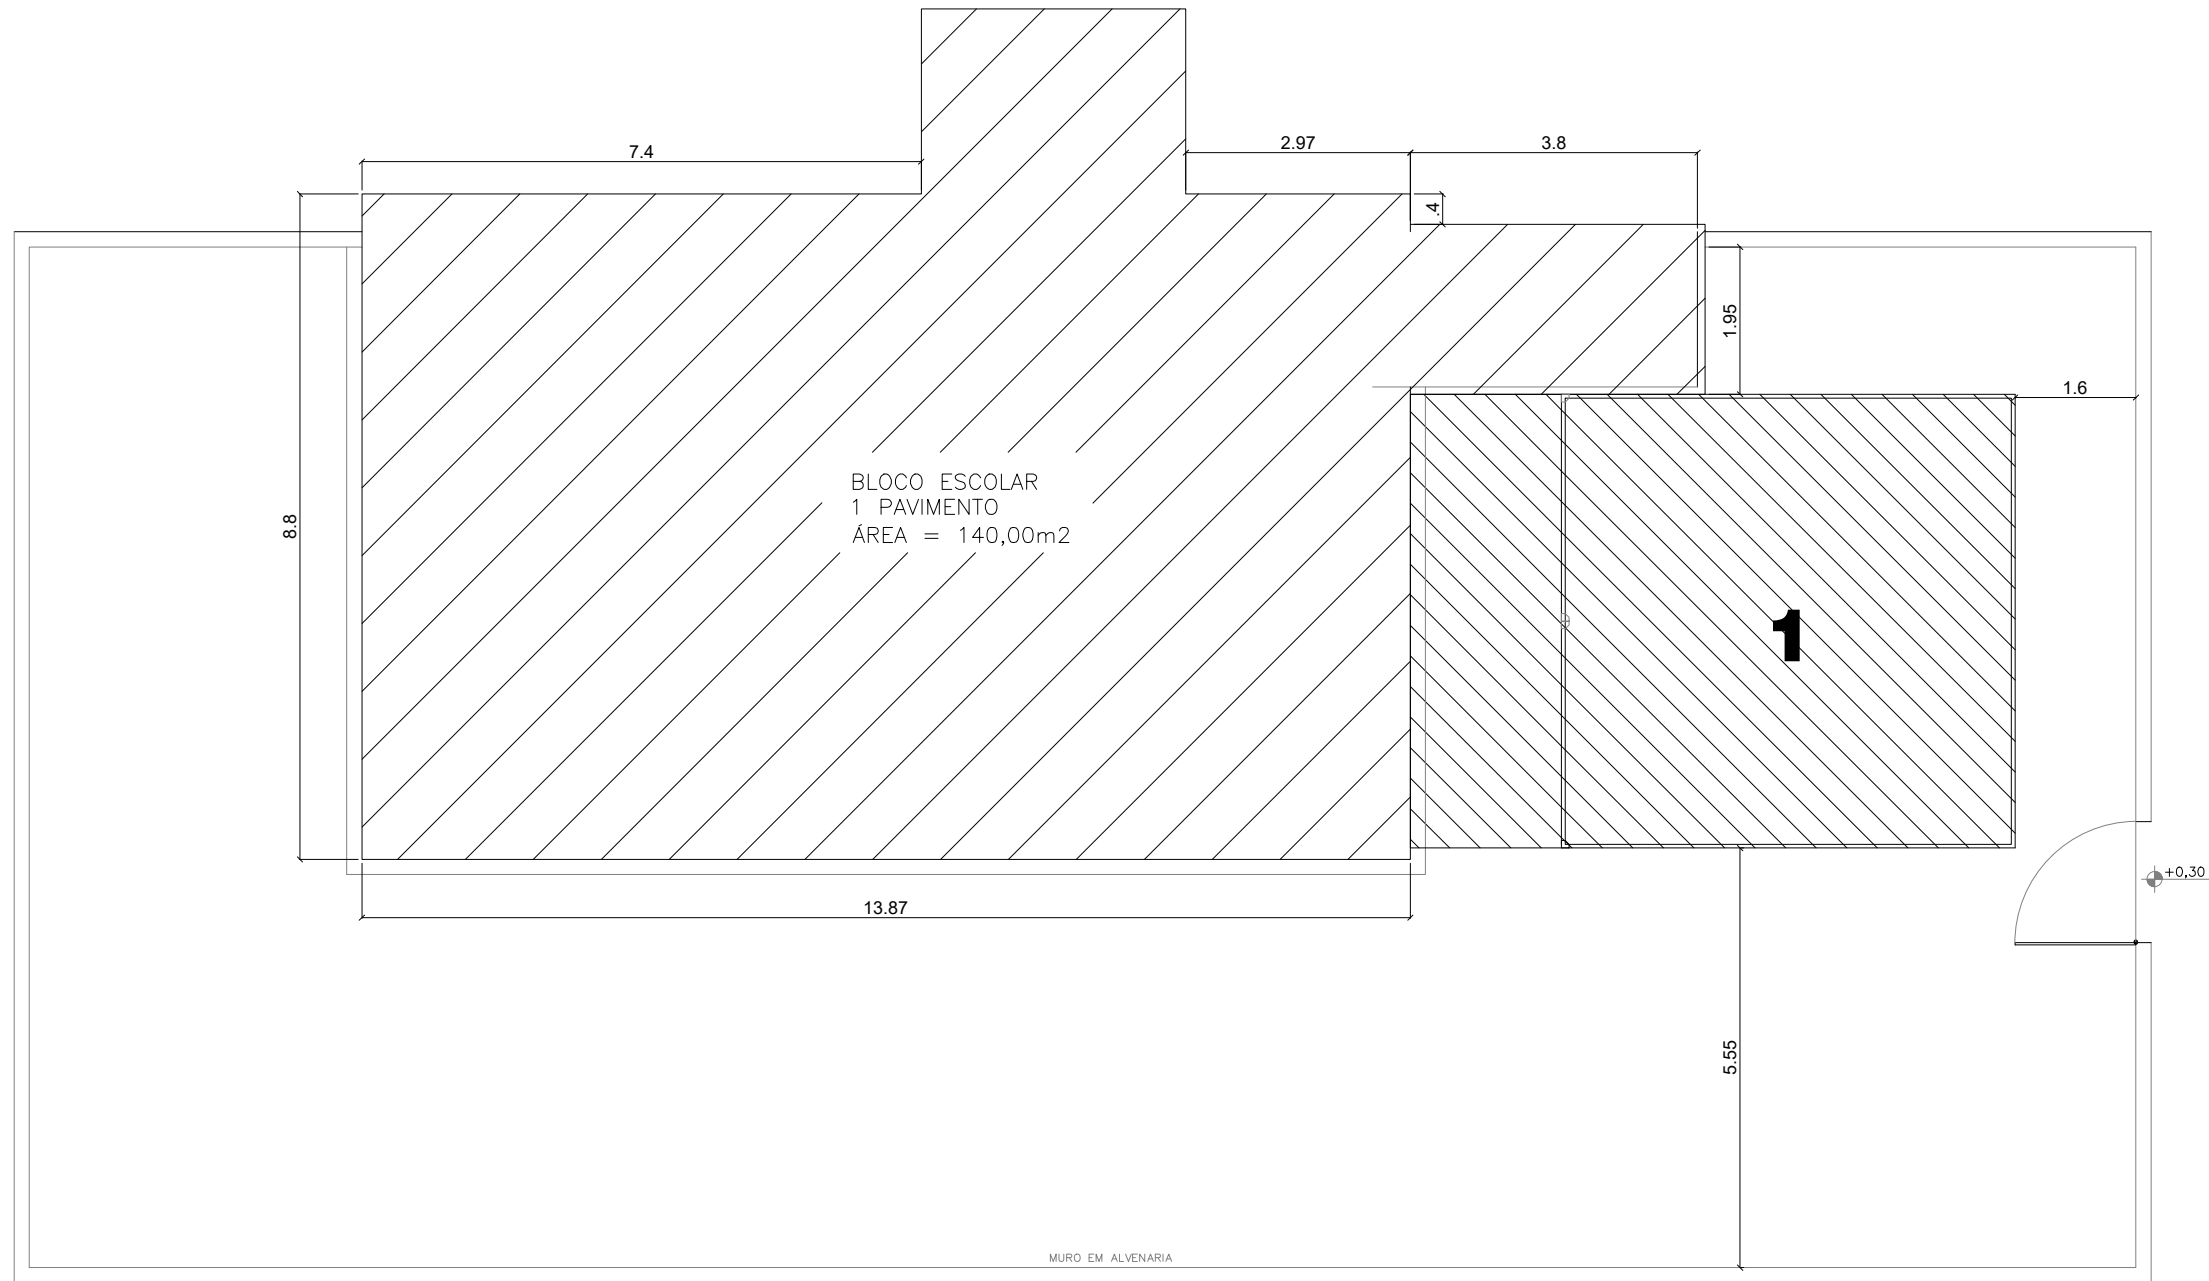 7.4
2.97
3.8
.4
1.95
1.6
BLOCO ESCOLAR
1 PAVIMENTO
ÁREA = 140,00m2
8.8
1
+0,30
13.87
5.55
MURO EM ALVENARIA